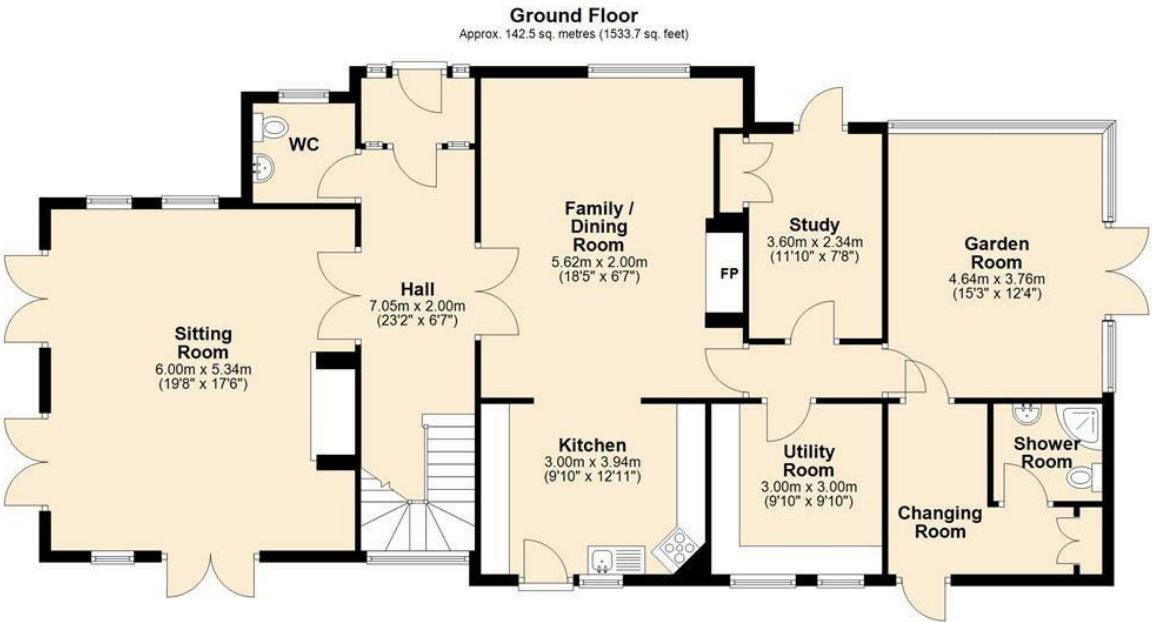 Ground Floor
Approx. 142.5 sq. metres (1533.7 sq. feet)
WC
Family /
Dining
Room
5.62m x 2.00m
(18'5" x 6'7")
FP
Study
3.60m x 2.34m
(11'10" x 7'8")
Garden
Room
4.64m x 3.76m
(15'3" x 12'4")
Hall
7.05m x 2.00m
(23'2" x 6'7")
Sitting
Room
6.00m x 5.34m
(19'8" x 17'6")
Kitchen
3.00m x 3.94m
(9'10" x 12'11")
Utility
Room
3.00m x 3.00m
(9'10" x 9'10")
Shower
Room
Changing
Room